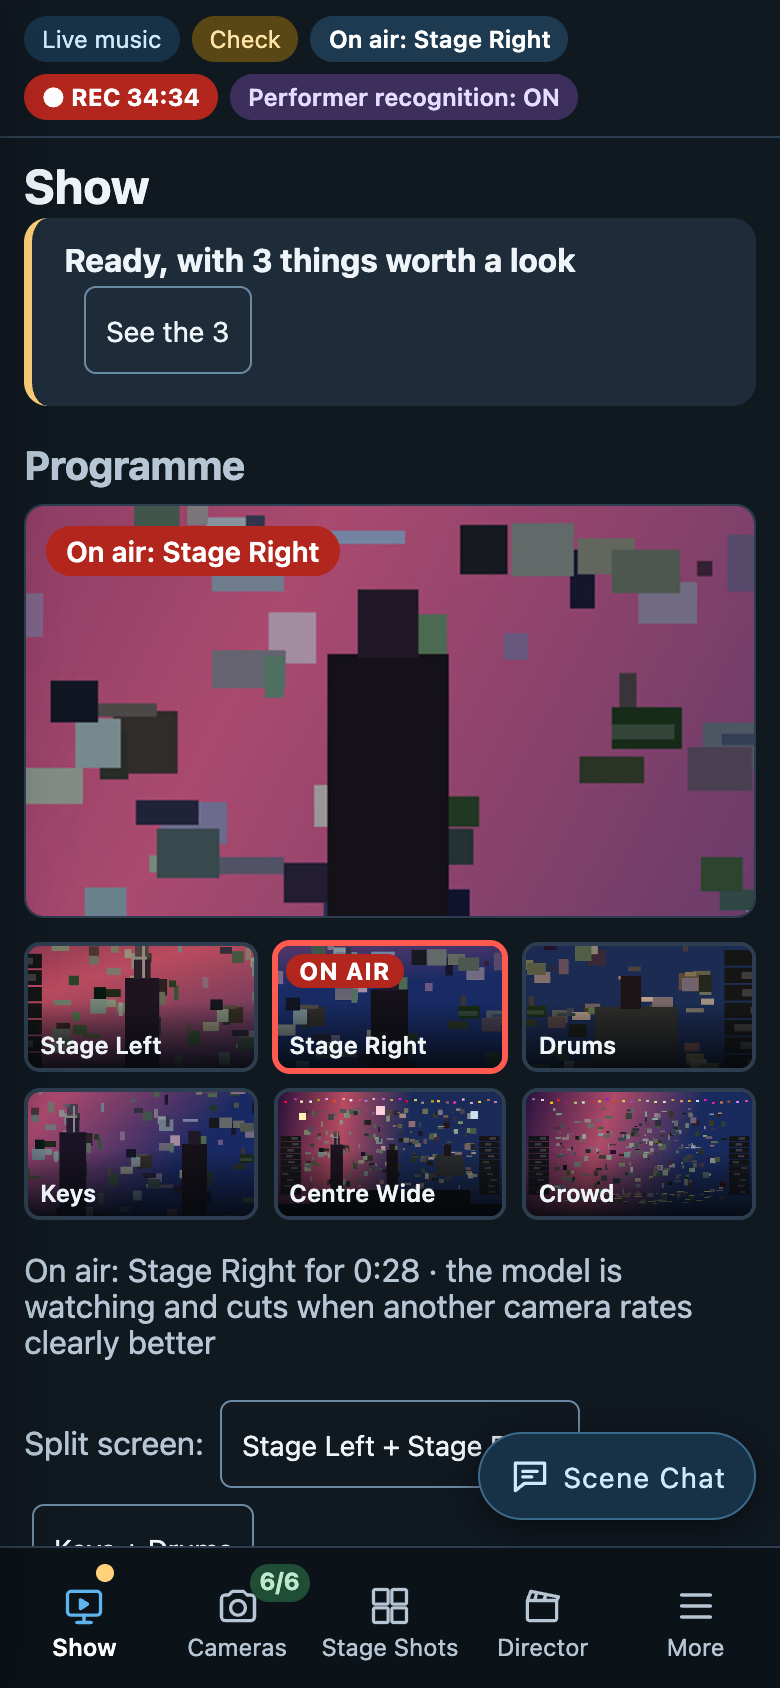 Live music
Check
On air: Stage Right
REC 34:34
Performer recognition: ON
Show
Ready, with 3 things worth a look
See the 3
Programme
On air: Stage Right
Stage Left
ON AIR
Stage Right
Drums
Keys
Centre Wide
Crowd
On air: Stage Right for 0:28 · the model is
watching and cuts when another camera rates
clearly better
Split screen:
Stage Left + Stage
Scene Chat
Keys + Drums
6/6
Show
Cameras
Stage Shots
Director
More